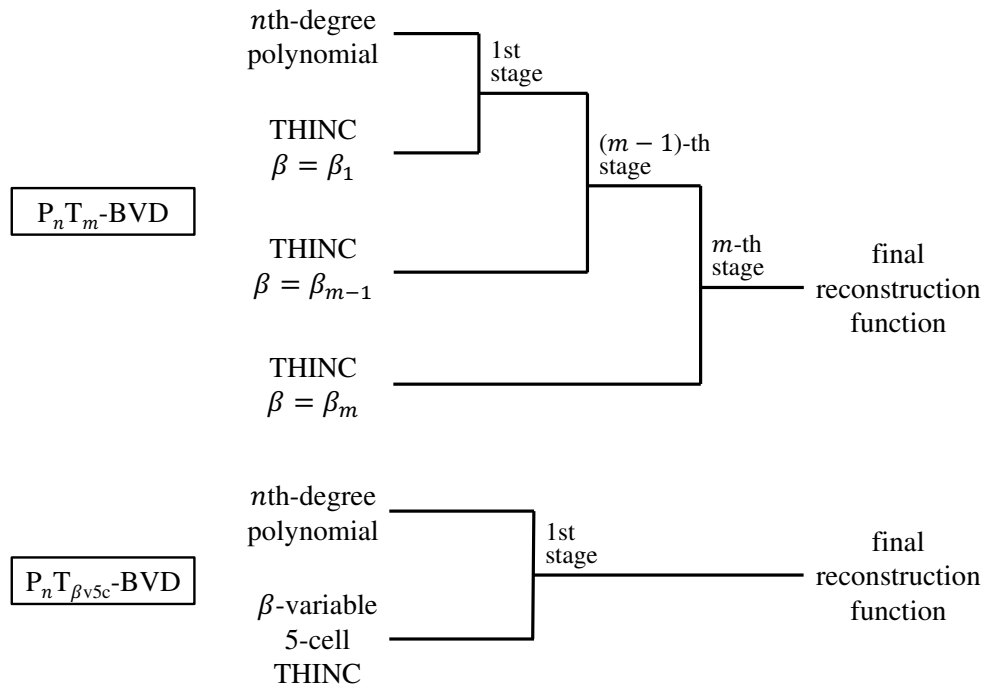 nth-degree
polynomial
1st
stage
THINC
β = β₁
(m − 1)-th
stage
PₙTₘ-BVD
THINC
β = βₘ₋₁
m-th
stage
final
reconstruction
function
THINC
β = βₘ
nth-degree
polynomial
1st
stage
final
reconstruction
function
PₙT_βv5c-BVD
β-variable
5-cell
THINC